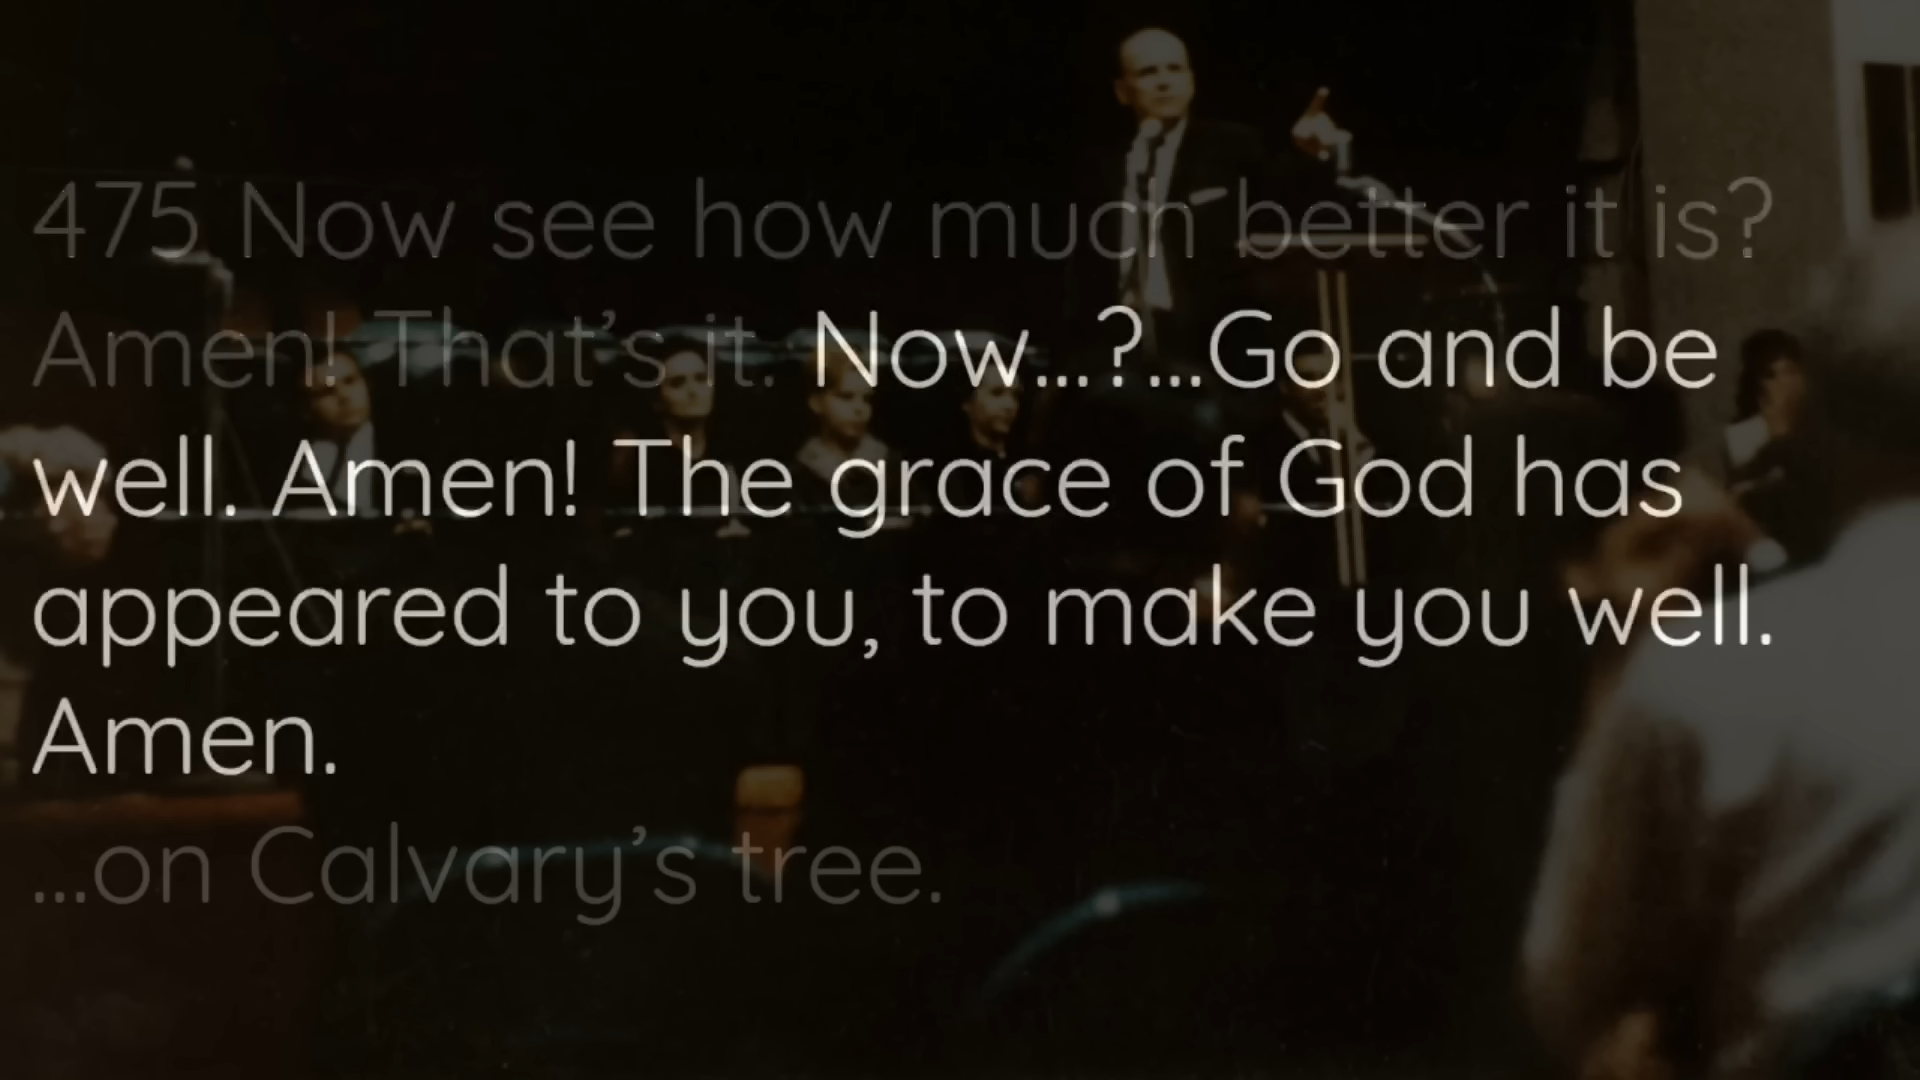 475 Now see how much better it is?
Amen! That’s it. Now...?...Go and be
well. Amen! The grace of God has
appeared to you, to make you well.
Amen.
...on Calvary’s tree.